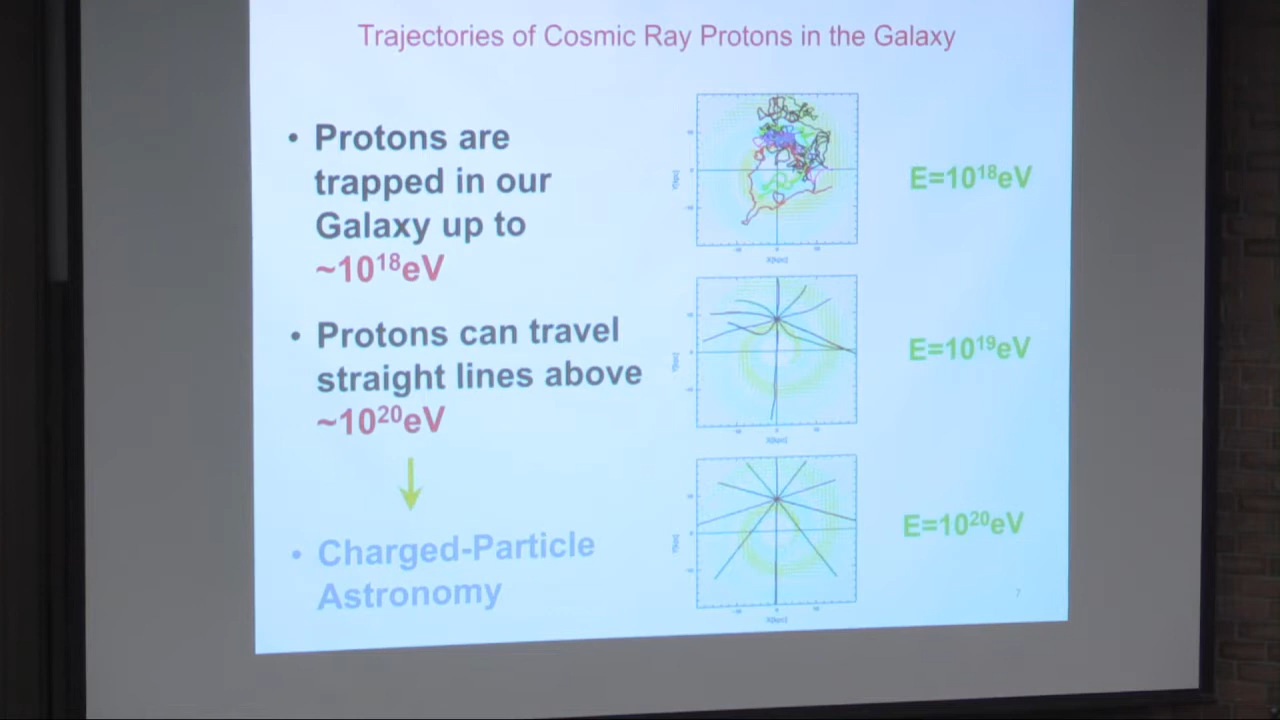 Trajectories of Cosmic Ray Protons in the Galaxy
• Protons are
trapped in our
Galaxy up to
~10¹⁸eV
• Protons can travel
straight lines above
~10²⁰eV
• Charged-Particle
Astronomy
E=10¹⁸eV
E=10¹⁹eV
E=10²⁰eV
7